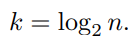 k = log₂ n.